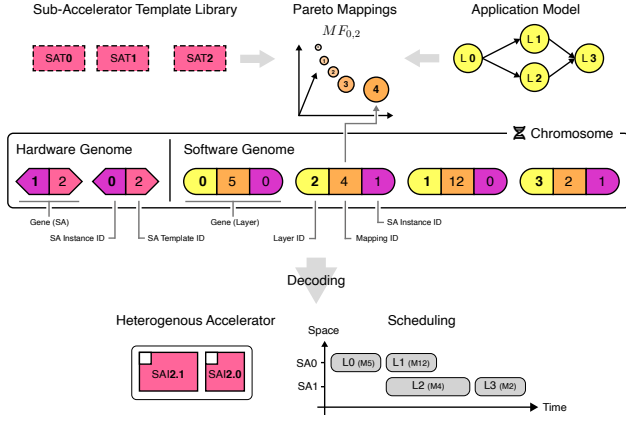 Sub-Accelerator Template Library
Pareto Mappings
Application Model
MF0,2
SAT0
SAT1
SAT2
1
2
3
4
L 0
L 1
L 2
L 3
Chromosome
Hardware Genome
Software Genome
1 2
0 2
0 5 0
2 4 1
1 12 0
3 2 1
Gene (SA)
Gene (Layer)
SA Instance ID
SA Instance ID
SA Template ID
Layer ID
Mapping ID
Decoding
Heterogenous Accelerator
Scheduling
Space
SAI2.1
SAI2.0
SA0
L0 (M5)
L1 (M12)
SA1
L2 (M4)
L3 (M2)
Time